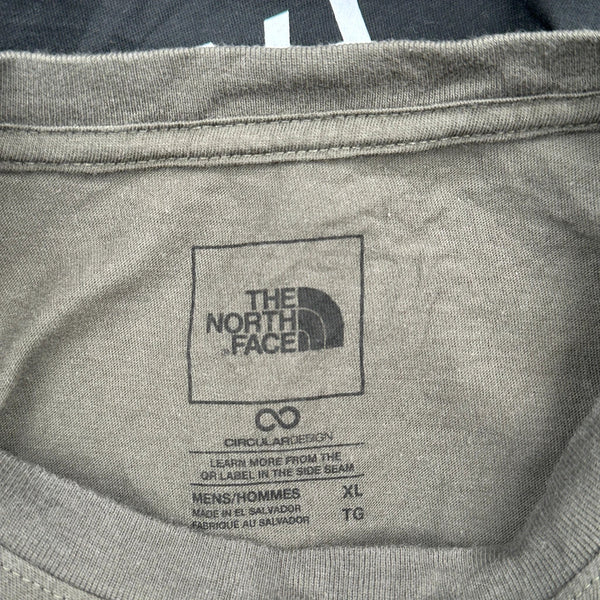 THE
NORTH
FACE
CIRCULARDESIGN
LEARN MORE FROM THE
QR LABEL IN THE SIDE SEAM
MENS/HOMMES XL
MADE IN EL SALVADOR
FABRIQUE AU SALVADOR TG